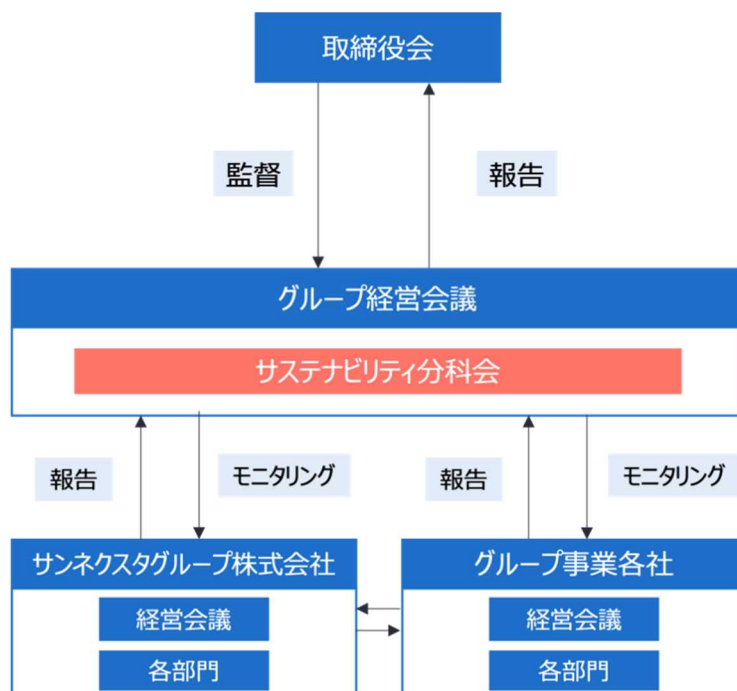 取締役会
監督
報告
グループ経営会議
サステナビリティ分科会
報告
モニタリング
報告
モニタリング
サンネクスタグループ株式会社
グループ事業各社
経営会議
経営会議
各部門
各部門